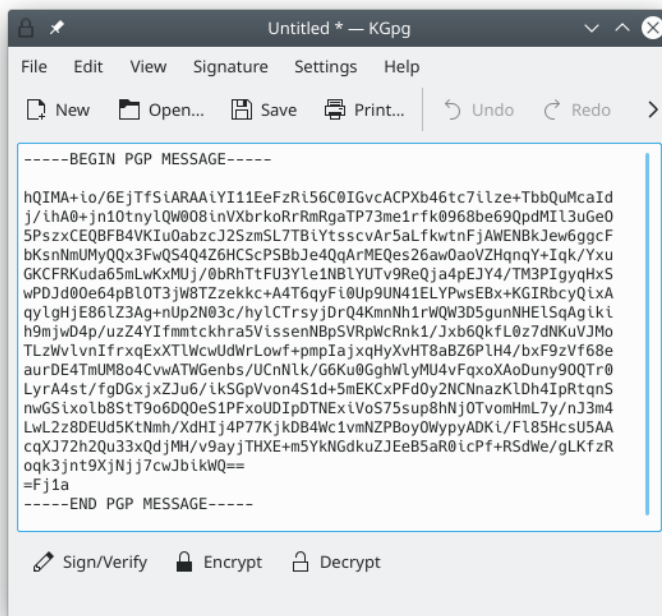 Untitled * — KGpg
File Edit View Signature Settings Help
New Open... Save Print... Undo Redo
-----BEGIN PGP MESSAGE-----
hQIMA+io/6EjTfSiARAAiYI11EeFzRi56C0IGvcACPXb46tc7ilze+TbbQuMcaId
j/ihA0+jn1OtnylQW0O8inVXbrkoRrRmRgaTP73me1rfk0968be69QpdMIl3uGeO
5PszxCEQBFB4VKIuOabzcJ2SzmSL7TBiYtsscvAr5aLfkwtnFjAWENBkJew6ggcF
bKsnNmUMyQQx3FwQS4Q4Z6HCScPSBbJe4QqArMEQes26awOaoVZHqnqY+Iqk/Yxu
GKCFRKuda65mLwKxMUj/0bRhTtFU3Yle1NBlYUTv9ReQja4pEJY4/TM3PIgyqHxS
wPDJd0Oe64pBlOT3jW8TZzekkc+A4T6qyFi0Up9UN41ELYPwsEBx+KGIRbcyQixA
qylgHjE86lZ3Ag+nUp2N03c/hylCTrsyjDrQ4KmnNh1rWQW3D5gunNHElSqAgiki
h9mjwD4p/uzZ4YIfmmtckhra5VissenNBpSVRpWcRnk1/Jxb6QkfL0z7dNKuVJMo
TLzWvlvnIfrxqExXTlWcwUdWrLowf+pmpIajxqHyXvHT8aBZ6PlH4/bxF9zVf68e
aurDE4TmUM8o4CvwATWGenbs/UCnNlk/G6Ku0GghWlyMU4vFqxoXAoDuny9OQTr0
LyrA4st/fgDGxjxZJu6/ikSGpVvon4S1d+5mEKCxPFdOy2NCNnazKlDh4IpRtqnS
nwGSixolb8StT9o6DQOeS1PFxoUDIpDTNExiVoS75sup8hNjOTvomHmL7y/nJ3m4
LwL2z8DEUd5KtNmh/XdHIj4P77KjkDB4Wc1vmNZPBoyOWypyADKi/Fl85HcsU5AA
cqXJ72h2Qu33xQdjMH/v9ayjTHXE+m5YkNGdkuZJEeB5aR0icPf+RSdWe/gLKfzR
oqk3jnt9XjNjj7cwJbikWQ==
=Fj1a
-----END PGP MESSAGE-----
Sign/Verify Encrypt Decrypt